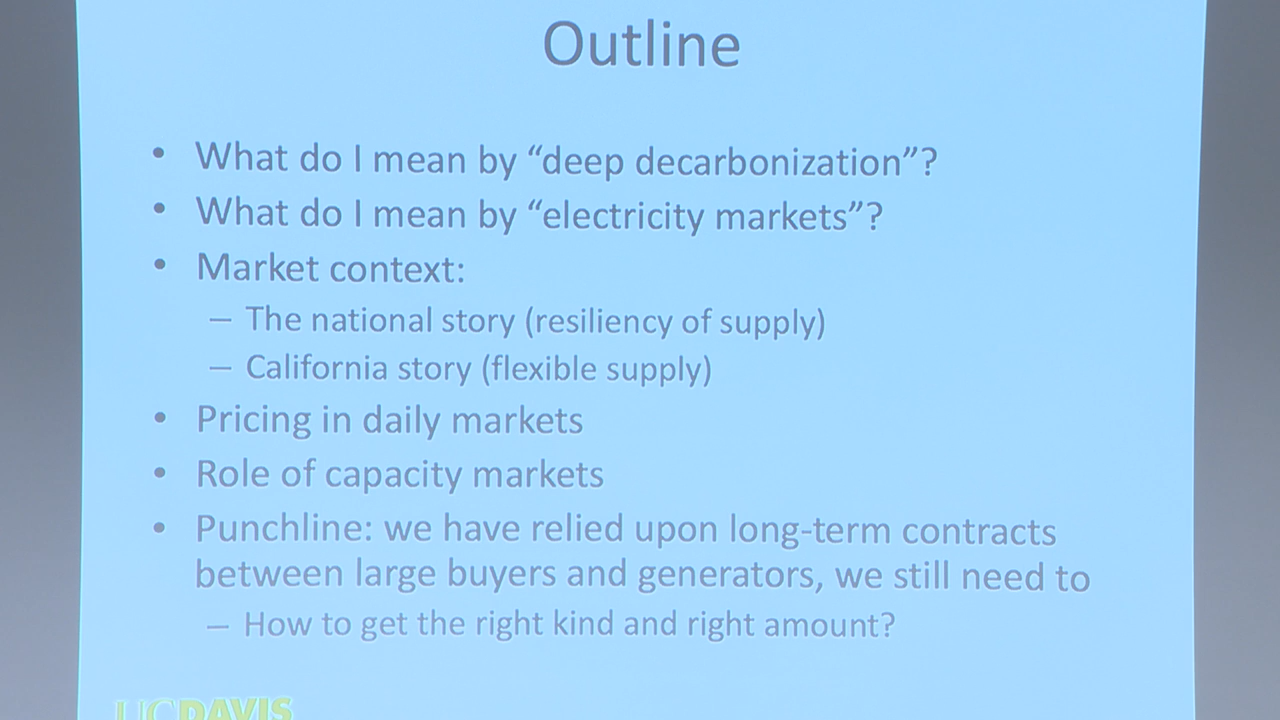 Outline
• What do I mean by “deep decarbonization”?
• What do I mean by “electricity markets”?
• Market context:
– The national story (resiliency of supply)
– California story (flexible supply)
• Pricing in daily markets
• Role of capacity markets
• Punchline: we have relied upon long-term contracts
between large buyers and generators, we still need to
– How to get the right kind and right amount?
UCDAVIS